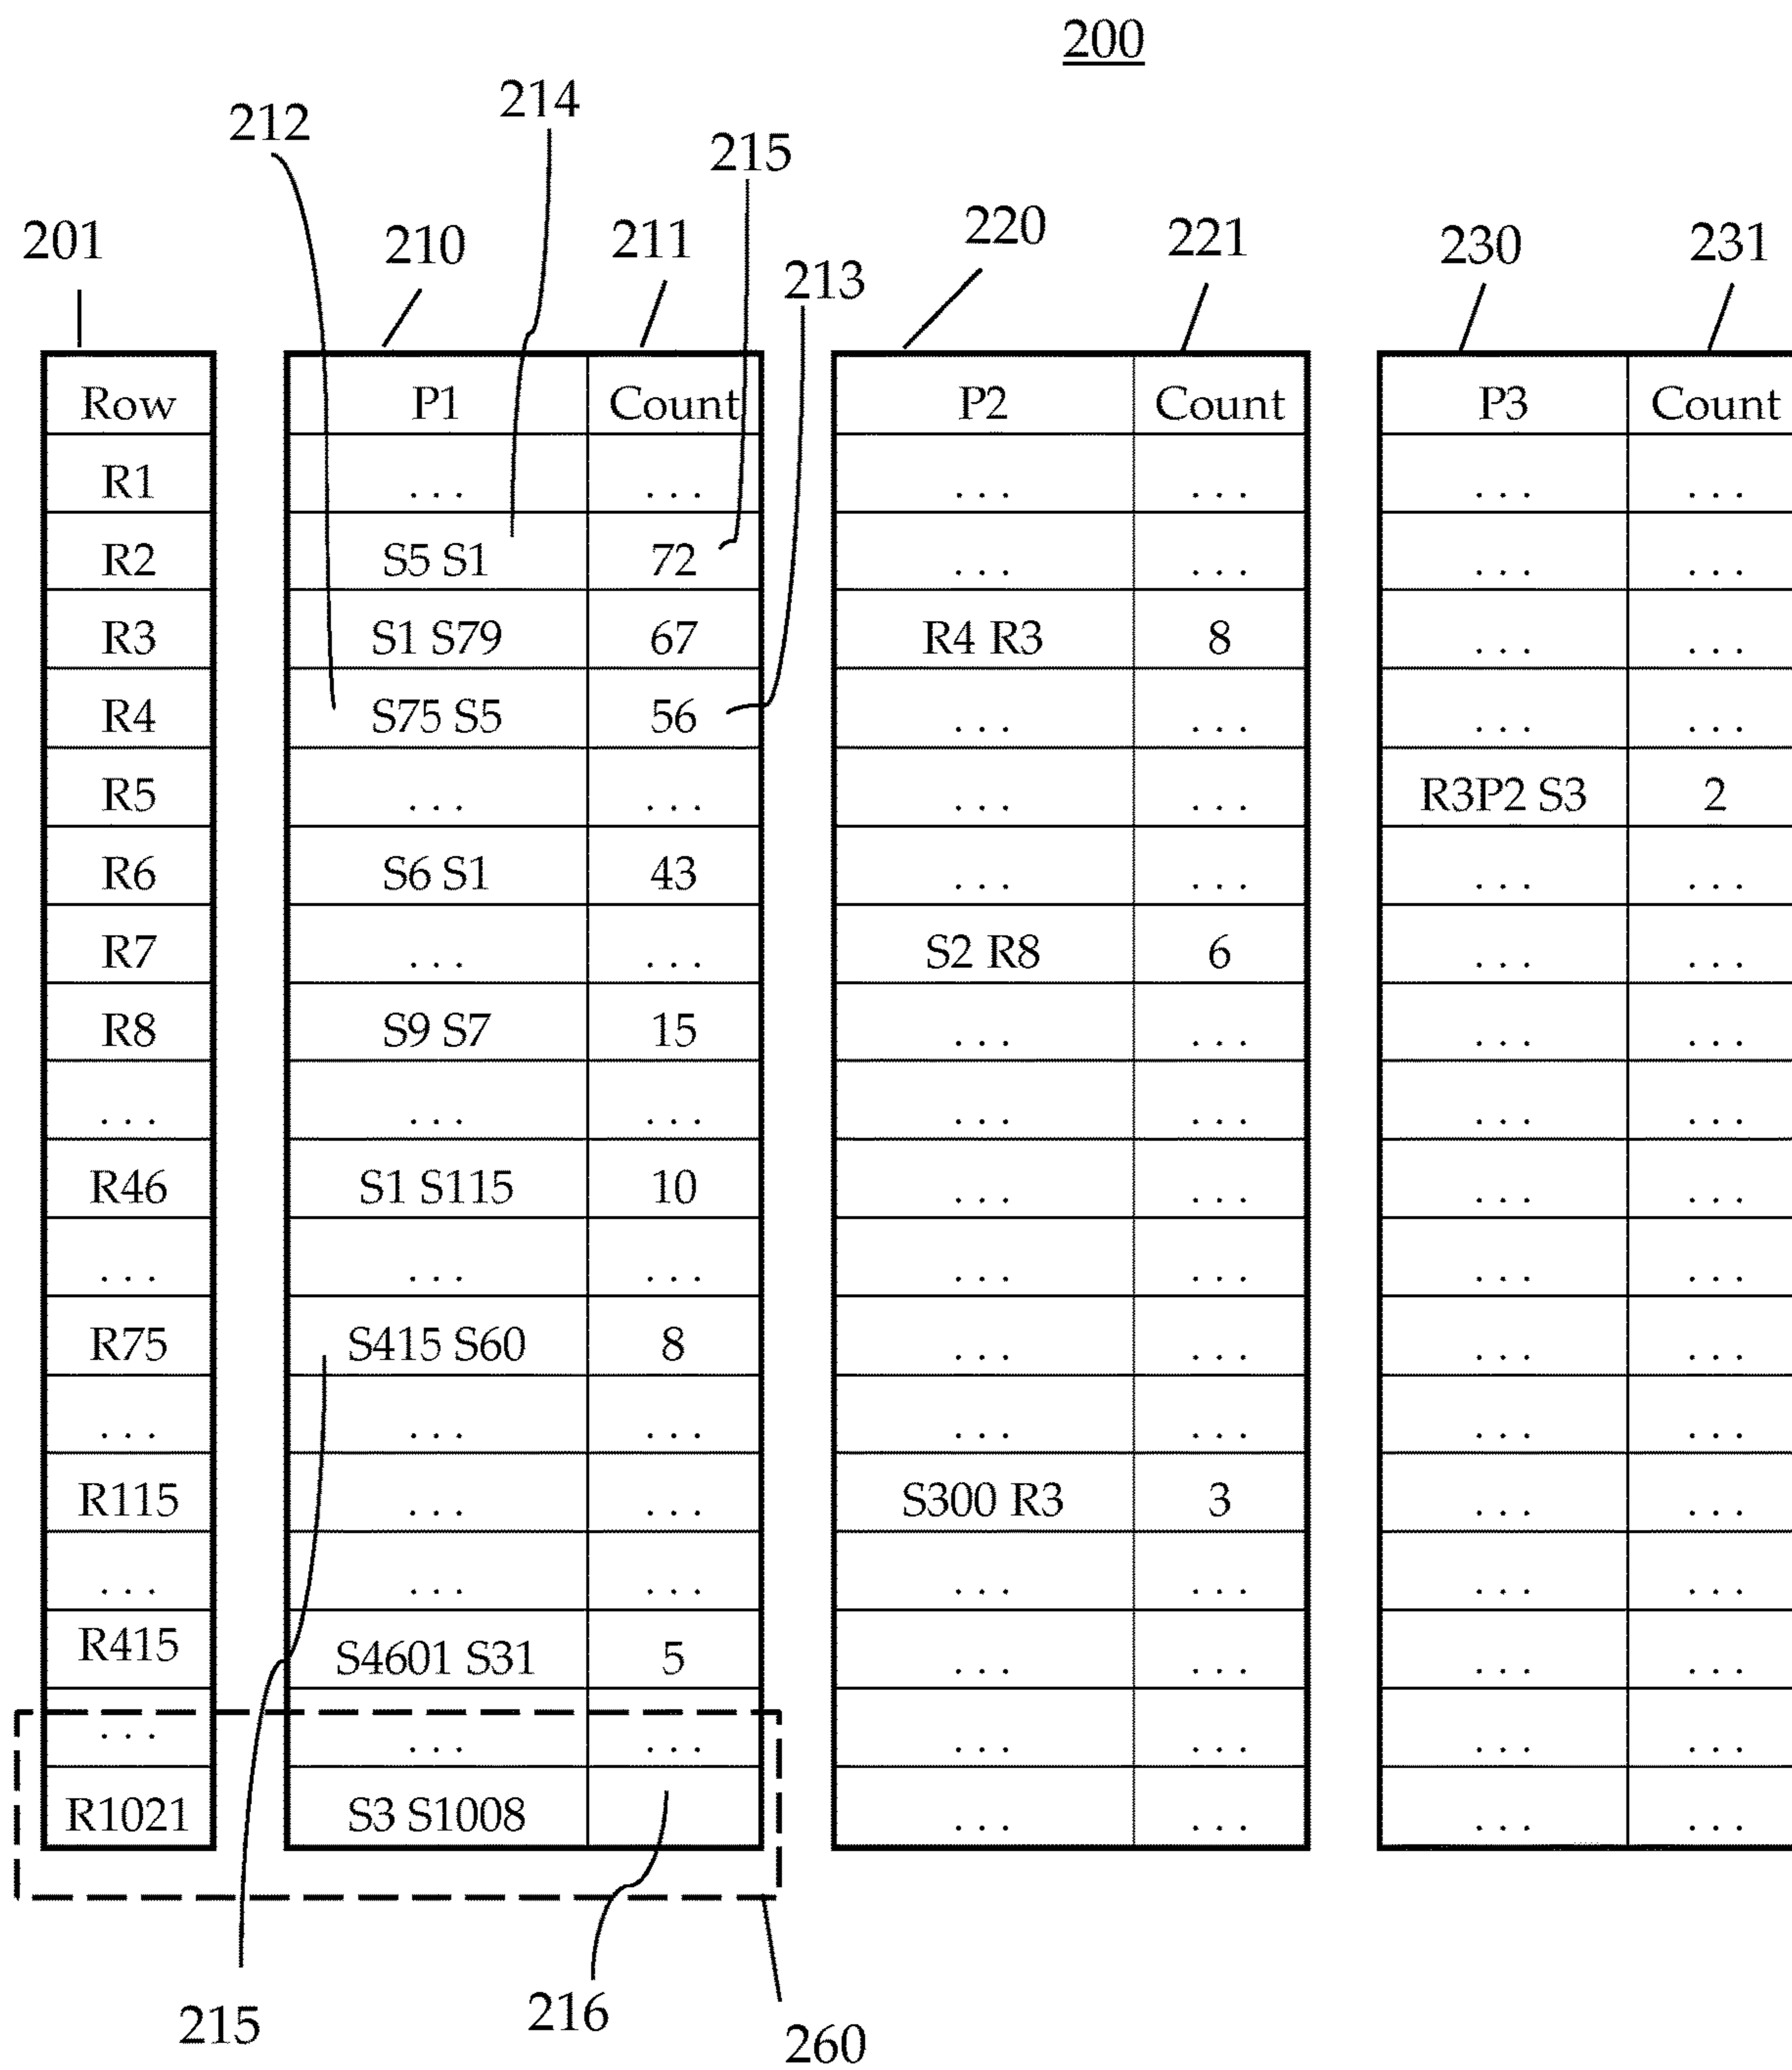 200
214
212
215
201
210
211
220
221
230
231
213
Row P1 Count P2 Count P3 Count
R1 ... ... ... ... ... ...
R2 S5 S1 72 ... ... ... ...
R3 S1 S79 67 R4 R3 8 ... ...
R4 S75 S5 56 ... ... ... ...
R5 ... ... ... ... R3P2 S3 2
R6 S6 S1 43 ... ... ... ...
R7 ... ... S2 R8 6 ... ...
R8 S9 S7 15 ... ... ... ...
... ... ... ... ... ... ...
R46 S1 S115 10 ... ... ... ...
... ... ... ... ... ... ...
R75 S415 S60 8 ... ... ... ...
... ... ... ... ... ... ...
R115 ... ... S300 R3 3 ... ...
... ... ... ... ... ... ...
R415 S4601 S31 5 ... ... ... ...
... ... ... ... ... ... ...
R1021 S3 S1008 ... ... ... ...
215
216
260